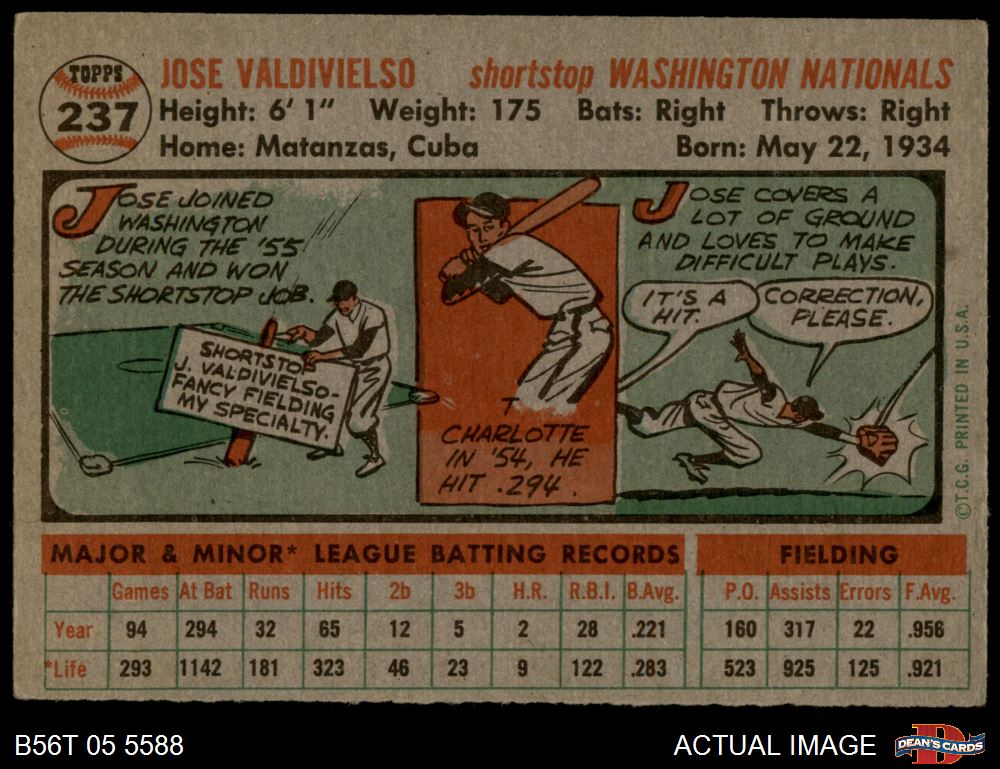 TOPPS
237
JOSE VALDIVIELSO shortstop WASHINGTON NATIONALS
Height: 6' 1" Weight: 175 Bats: Right Throws: Right
Home: Matanzas, Cuba Born: May 22, 1934
JOSE JOINED
WASHINGTON
DURING THE '55
SEASON AND WON
THE SHORTSTOP JOB.
SHORTSTOP
J. VALDIVIELSO-
FANCY FIELDING
MY SPECIALTY.
T
CHARLOTTE
IN '54, HE
HIT .294.
JOSE COVERS A
LOT OF GROUND
AND LOVES TO MAKE
DIFFICULT PLAYS.
IT'S A
HIT.
CORRECTION,
PLEASE.
©T.C.G. PRINTED IN U.S.A.
MAJOR & MINOR* LEAGUE BATTING RECORDS FIELDING
Games At Bat Runs Hits 2b 3b H.R. R.B.I. B.Avg. P.O. Assists Errors F.Avg.
Year 94 294 32 65 12 5 2 28 .221 160 317 22 .956
*Life 293 1142 181 323 46 23 9 122 .283 523 925 125 .921
B56T 05 5588 ACTUAL IMAGE DEAN'S CARDS